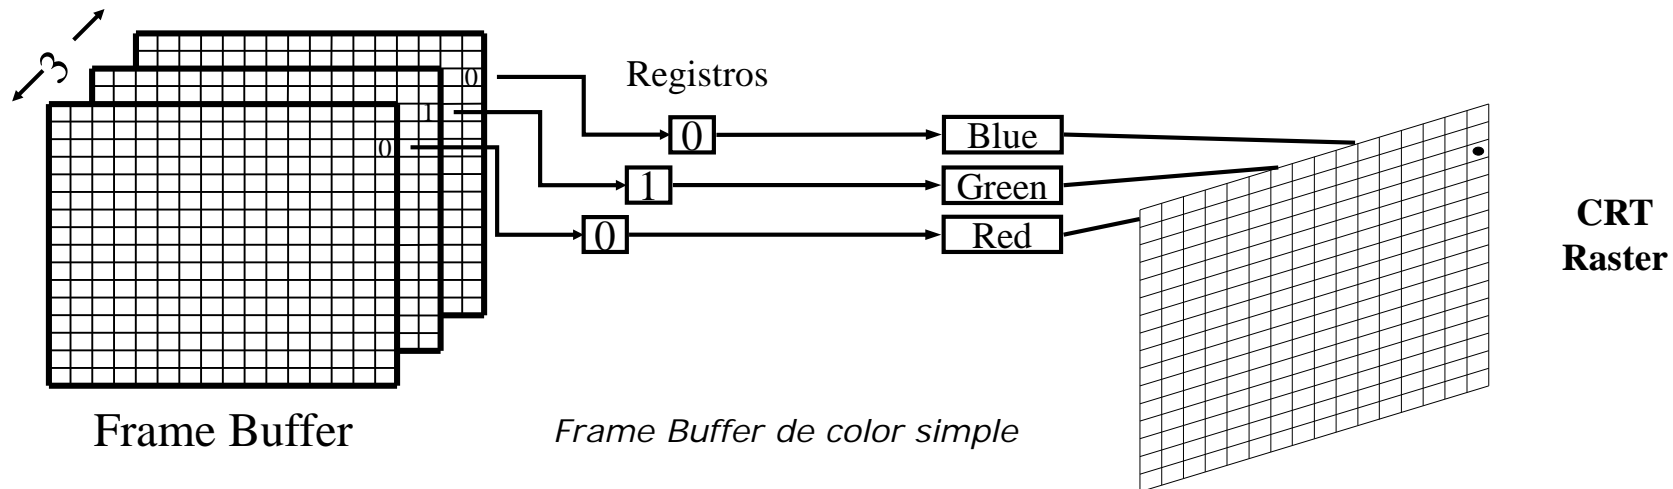 3
0
1
0
Registros
0
1
0
Blue
Green
Red
CRT
Raster
Frame Buffer
Frame Buffer de color simple